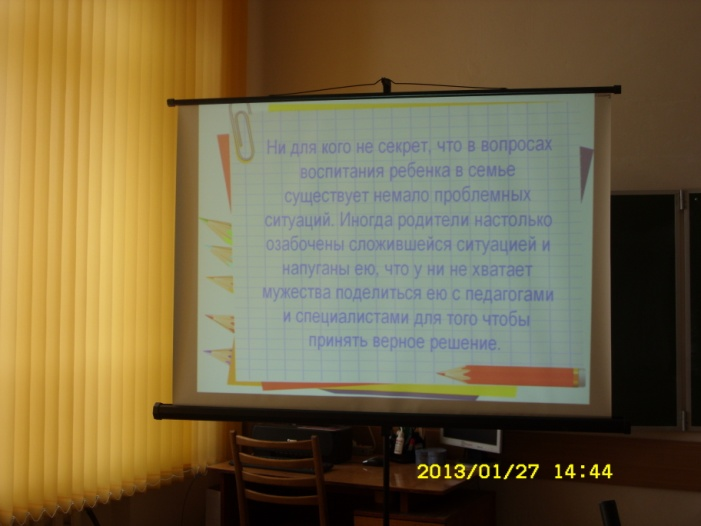 Ни для кого не секрет, что в вопросах
воспитания ребенка в семье
существует немало проблемных
ситуаций. Иногда родители настолько
озабочены сложившейся ситуацией и
напуганы ею, что у ни не хватает
мужества поделиться ею с педагогами
и специалистами для того чтобы
принять верное решение.
2013/01/27 14:44